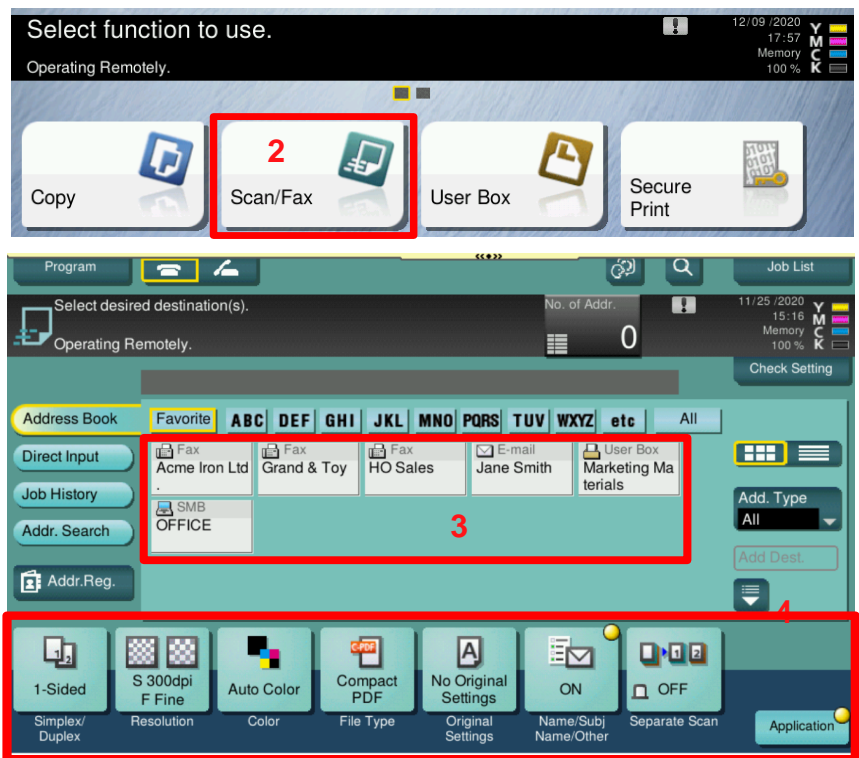 Select function to use.
Operating Remotely.
12/09 /2020
17:57
Memory
100 %
Y
M
C
K
2
Copy
Scan/Fax
User Box
Secure
Print
Program
Job List
Select desired destination(s).
Operating Remotely.
No. of Addr.
0
11/25 /2020
15:16
Memory
100 %
Y
M
C
K
Check Setting
Address Book
Favorite ABC DEF GHI JKL MNO PQRS TUV WXYZ etc All
Direct Input
Job History
Addr. Search
Addr.Reg.
Fax
Acme Iron Ltd
.
Fax
Grand & Toy
Fax
HO Sales
E-mail
Jane Smith
User Box
Marketing Ma
terials
SMB
OFFICE
3
Add. Type
All
Add Dest.
4
1-Sided
Simplex/
Duplex
S 300dpi
F Fine
Resolution
Auto Color
Color
C-PDF
Compact
PDF
File Type
A
No Original
Settings
Original
Settings
ON
Name/Subj
Name/Other
1 2
OFF
Separate Scan
Application